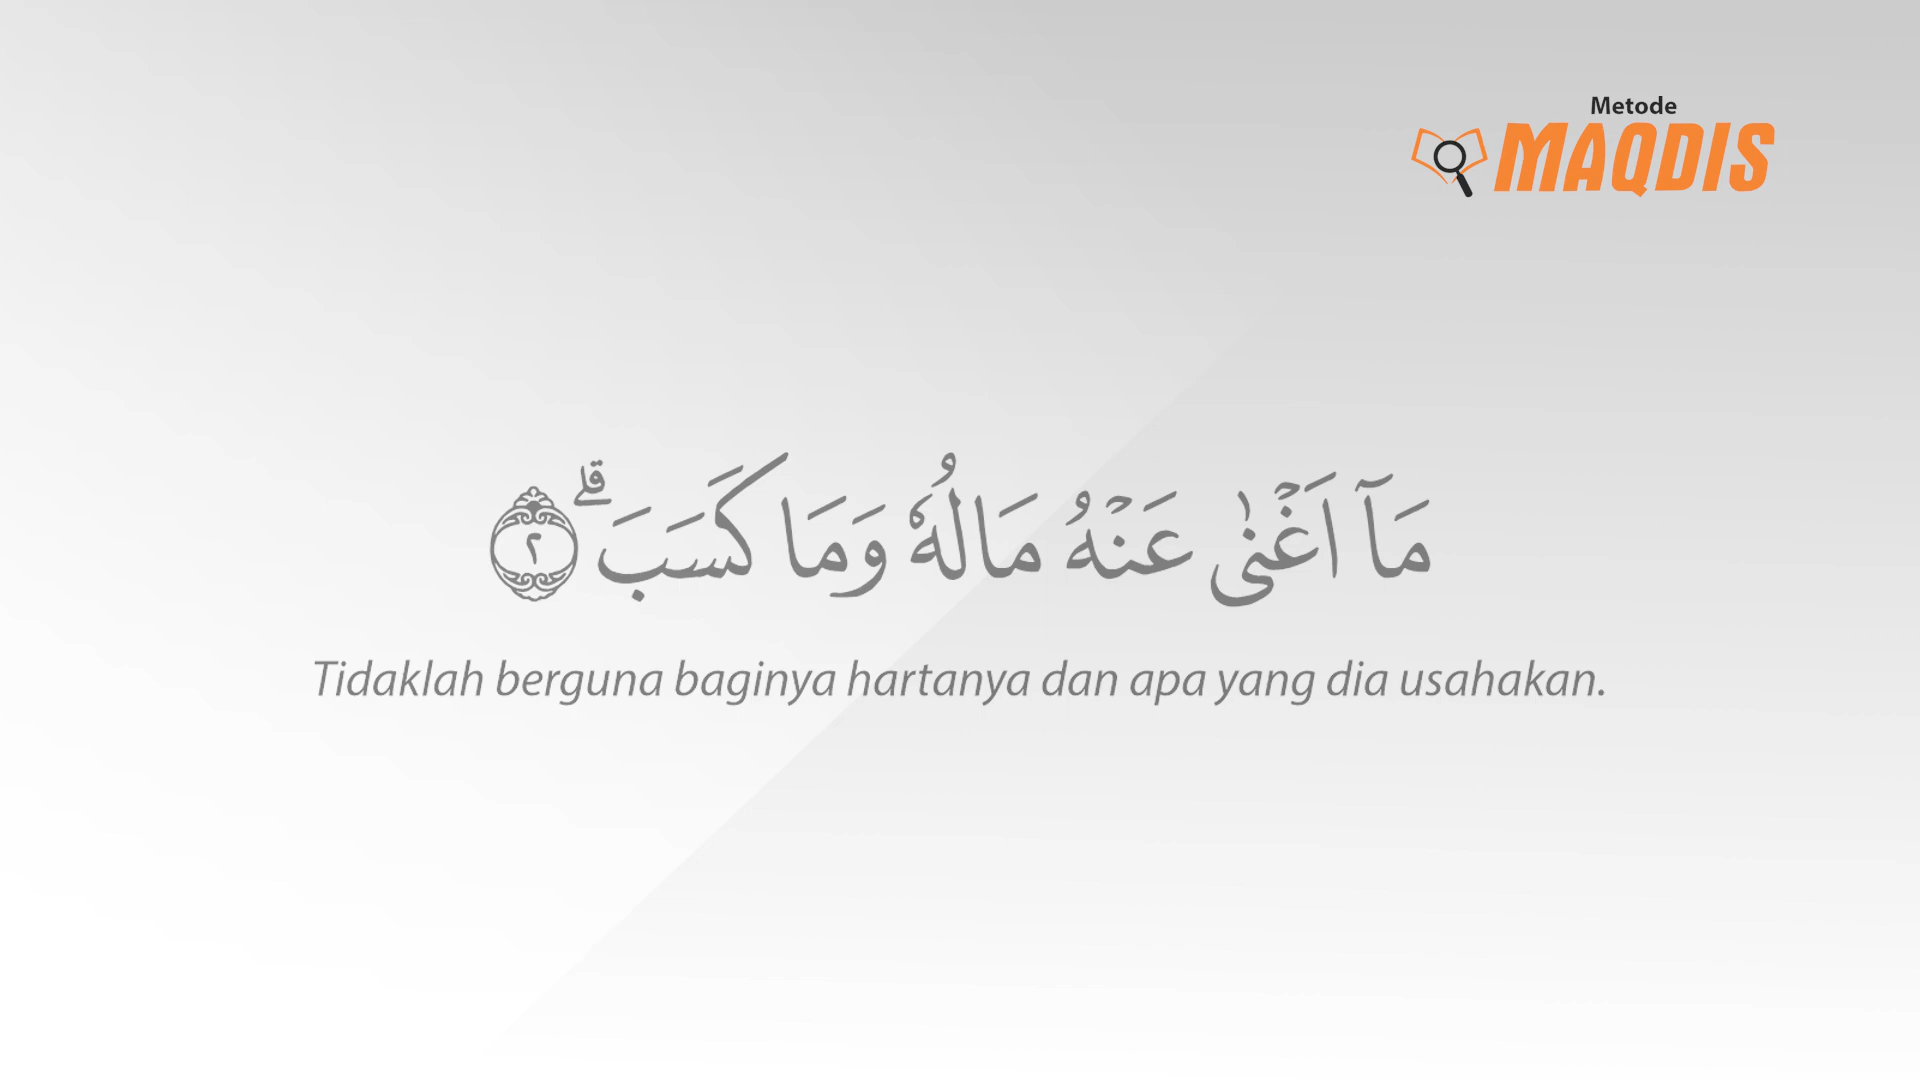 Metode
MAQDIS
مَآ اَغْنٰى عَنْهُ مَالُهٗ وَمَا كَسَبَۗ ٢
Tidaklah berguna baginya hartanya dan apa yang dia usahakan.